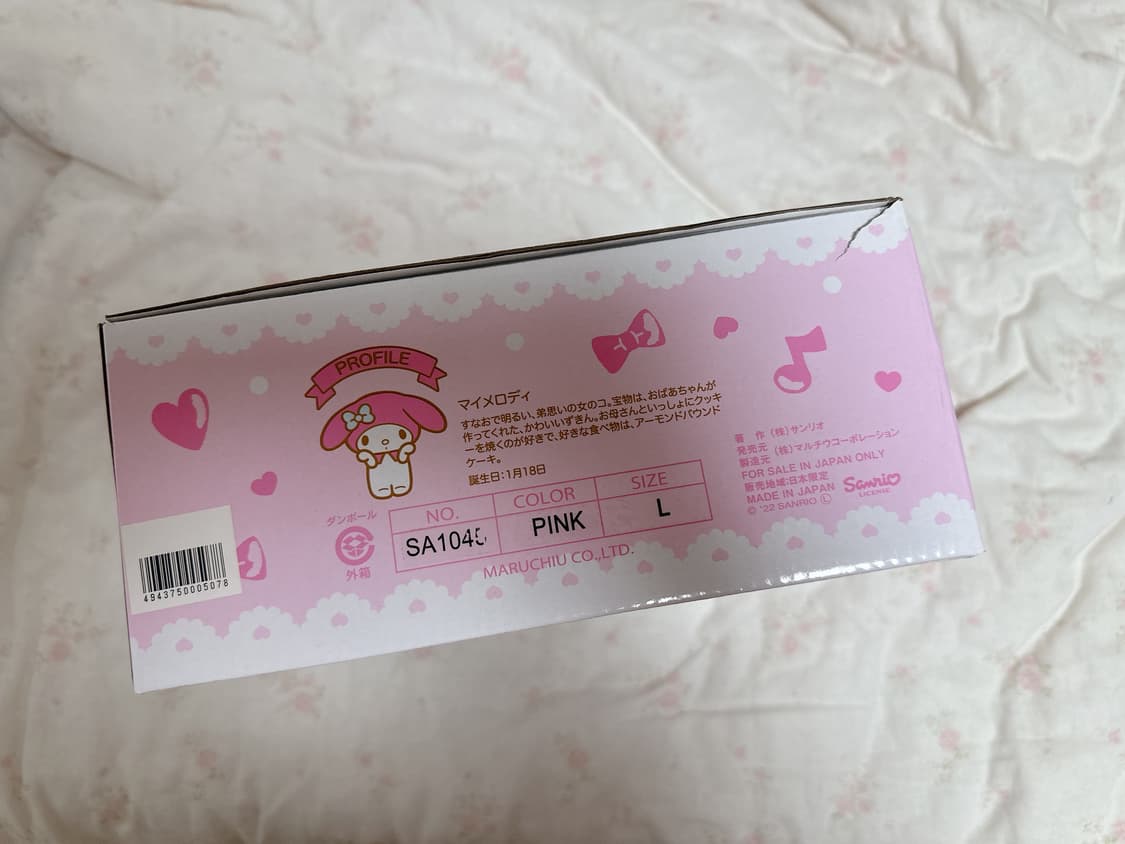 PROFILE
マイメロディ
すなおで明るい、弟思いの女のコ。宝物は、おばあちゃんが
作ってくれた、かわいいずきん。お母さんといっしょにクッキ
ーを焼くのが好きで、好きな食べ物は、アーモンドパウンド
ケーキ。
誕生日:1月18日
ダンボール
外箱
NO. COLOR SIZE
SA1045 PINK L
MARUCHIU CO.,LTD.
4943750005078
著 作 (株)サンリオ
発売元 (株)マルチウコーポレーション
製造元
FOR SALE IN JAPAN ONLY
販売地域:日本限定
MADE IN JAPAN
© '22 SANRIO Ⓛ
Sanrio
LICENSE